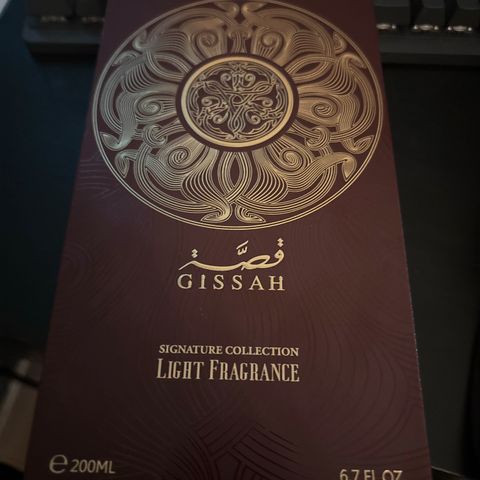 قصّة
GISSAH
SIGNATURE COLLECTION
LIGHT FRAGRANCE
℮ 200ML
6.7 FL OZ